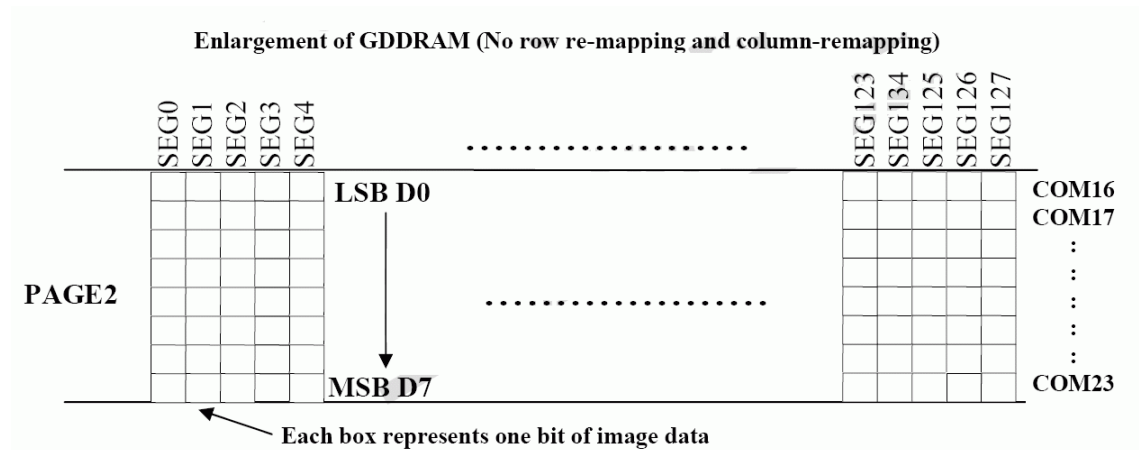 Enlargement of GDDRAM (No row re-mapping and column-remapping)
SEG0
SEG1
SEG2
SEG3
SEG4
SEG123
SEG134
SEG125
SEG126
SEG127
LSB D0
COM16
COM17
PAGE2
MSB D7
COM23
Each box represents one bit of image data